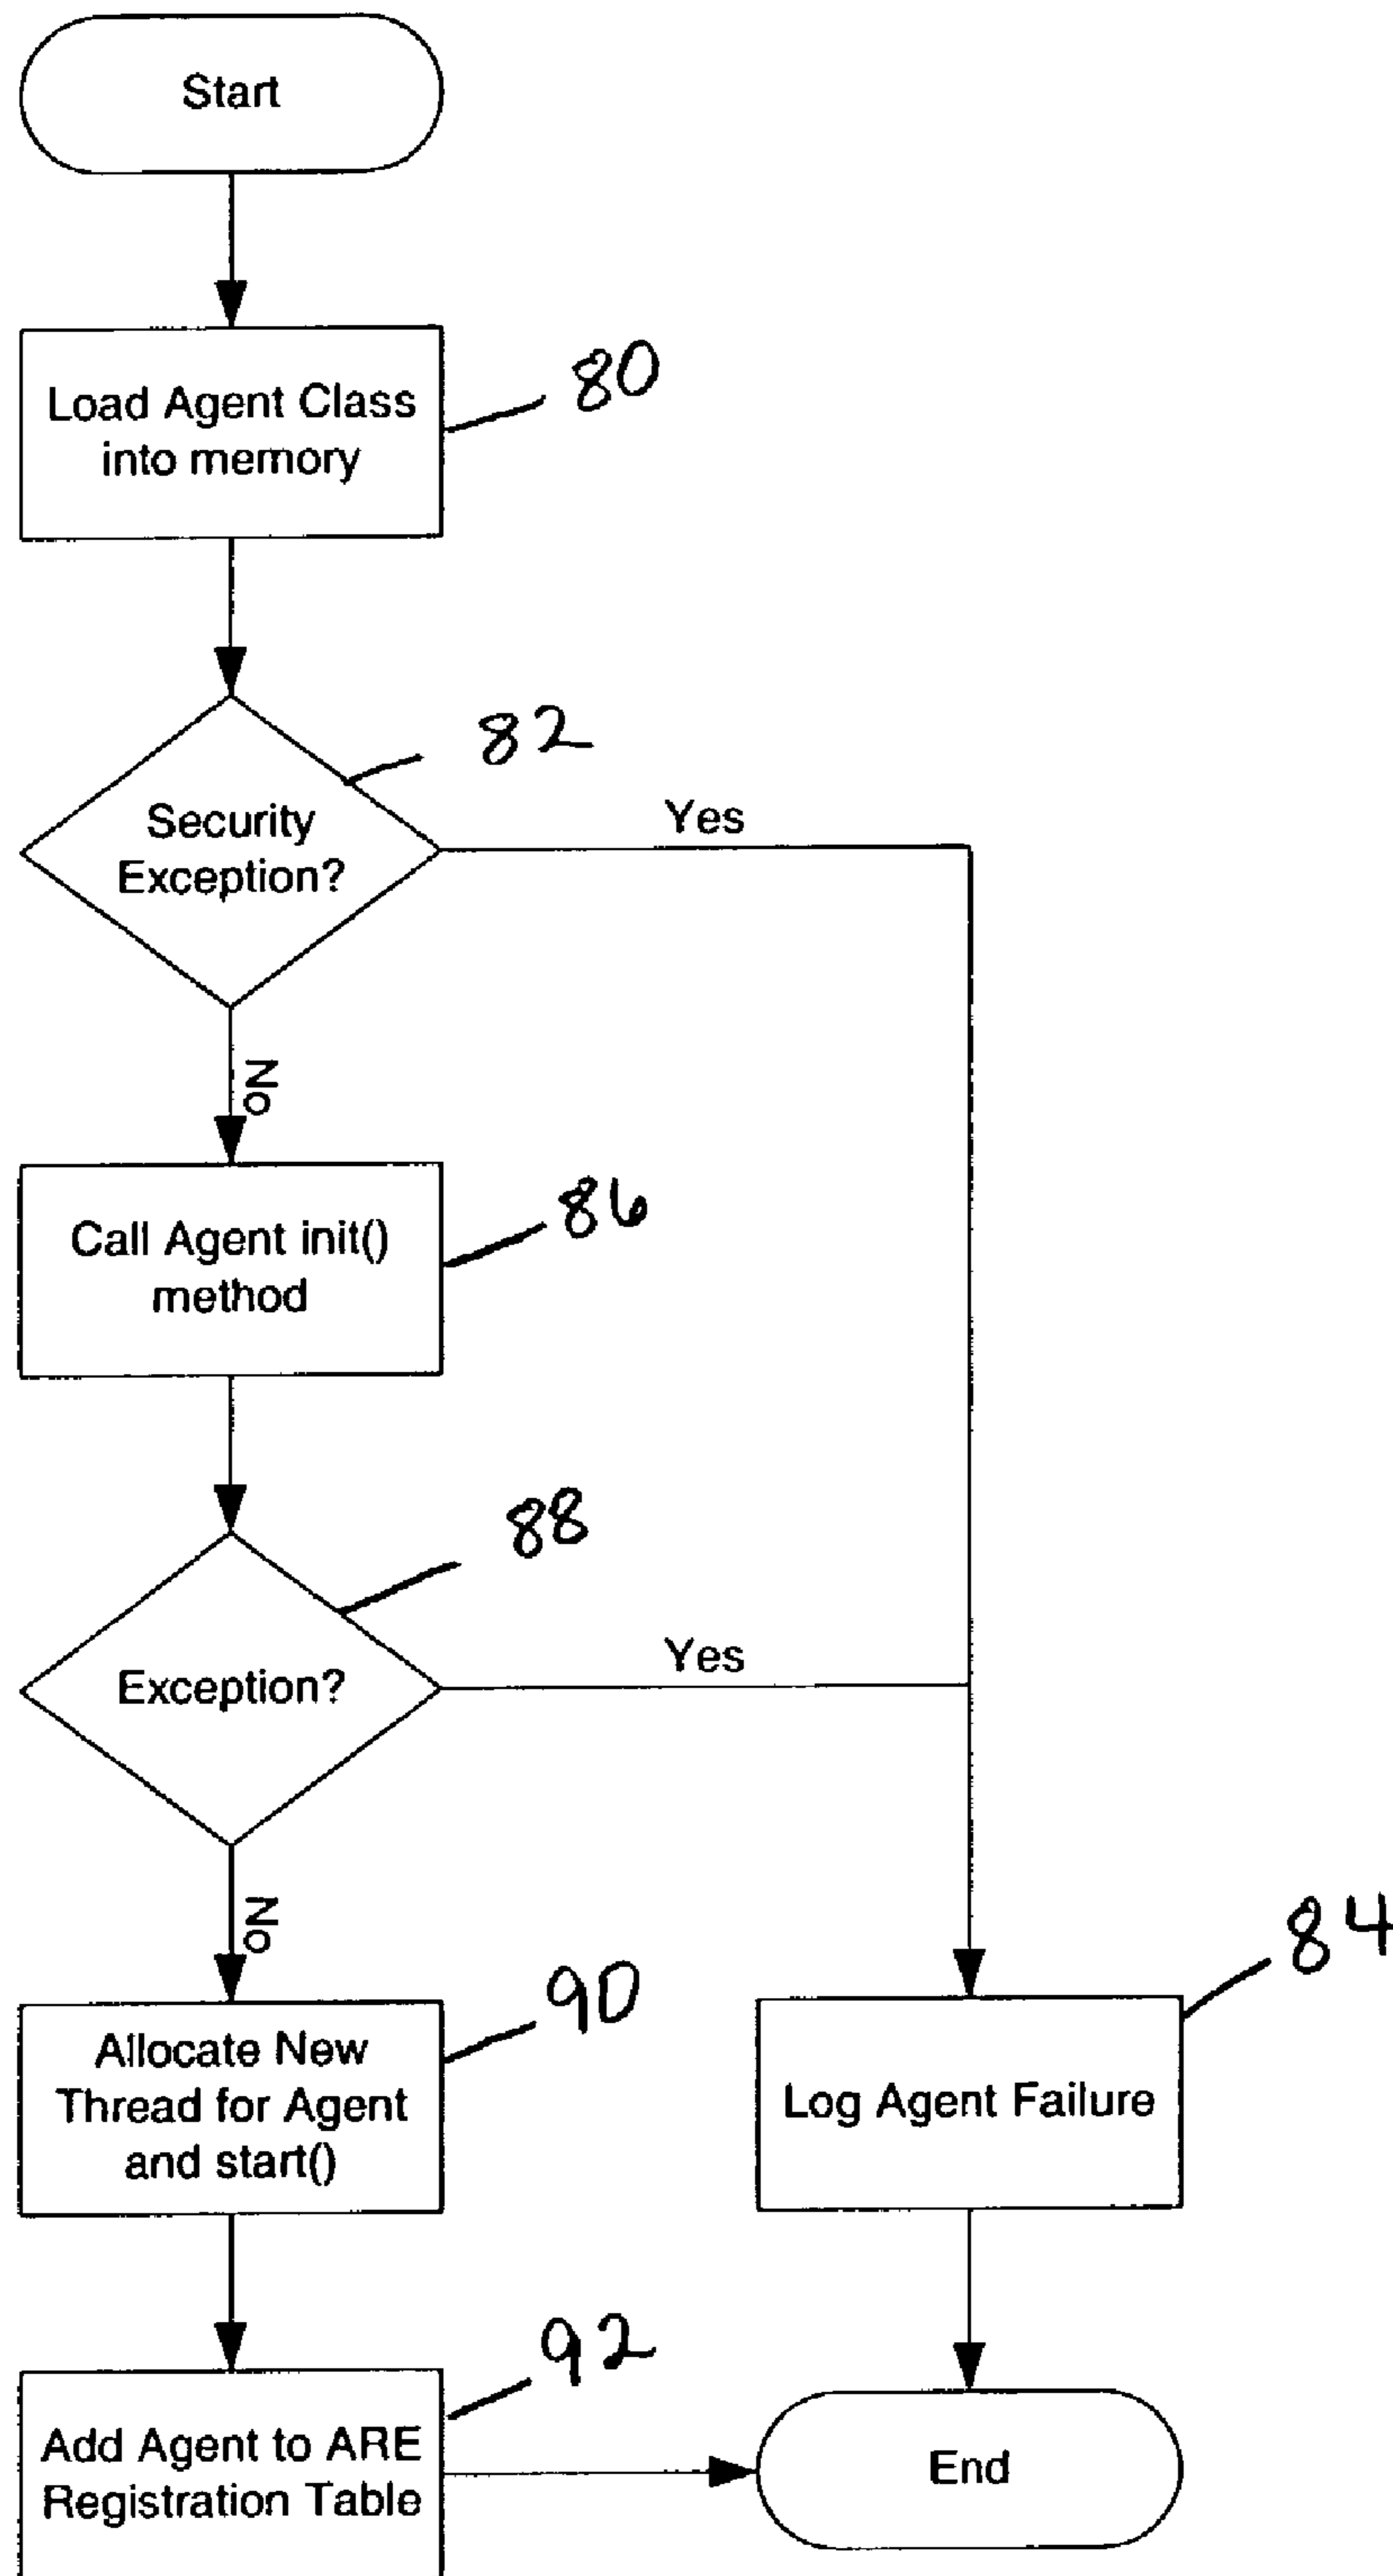 Start
Load Agent Class
into memory
80
Security
Exception?
82
Yes
No
Call Agent init()
method
86
Exception?
88
Yes
No
Allocate New
Thread for Agent
and start()
90
Log Agent Failure
84
Add Agent to ARE
Registration Table
92
End